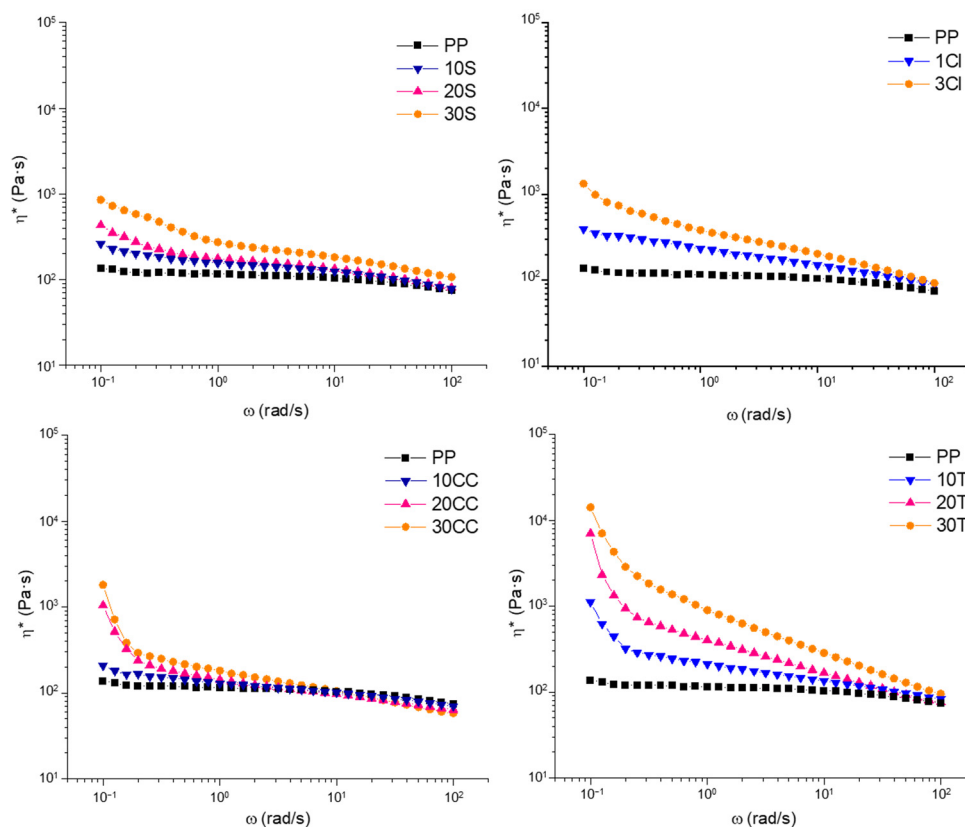 10⁵
10⁴
10³
10²
10¹
η* (Pa·s)
PP
10S
20S
30S
10⁻¹ 10⁰ 10¹ 10²
ω (rad/s)
10⁵
10⁴
10³
10²
10¹
η* (Pa·s)
PP
1Cl
3Cl
10⁻¹ 10⁰ 10¹ 10²
ω (rad/s)
10⁵
10⁴
10³
10²
10¹
η* (Pa·s)
PP
10CC
20CC
30CC
10⁻¹ 10⁰ 10¹ 10²
ω (rad/s)
10⁵
10⁴
10³
10²
10¹
η* (Pa·s)
PP
10T
20T
30T
10⁻¹ 10⁰ 10¹ 10²
ω (rad/s)